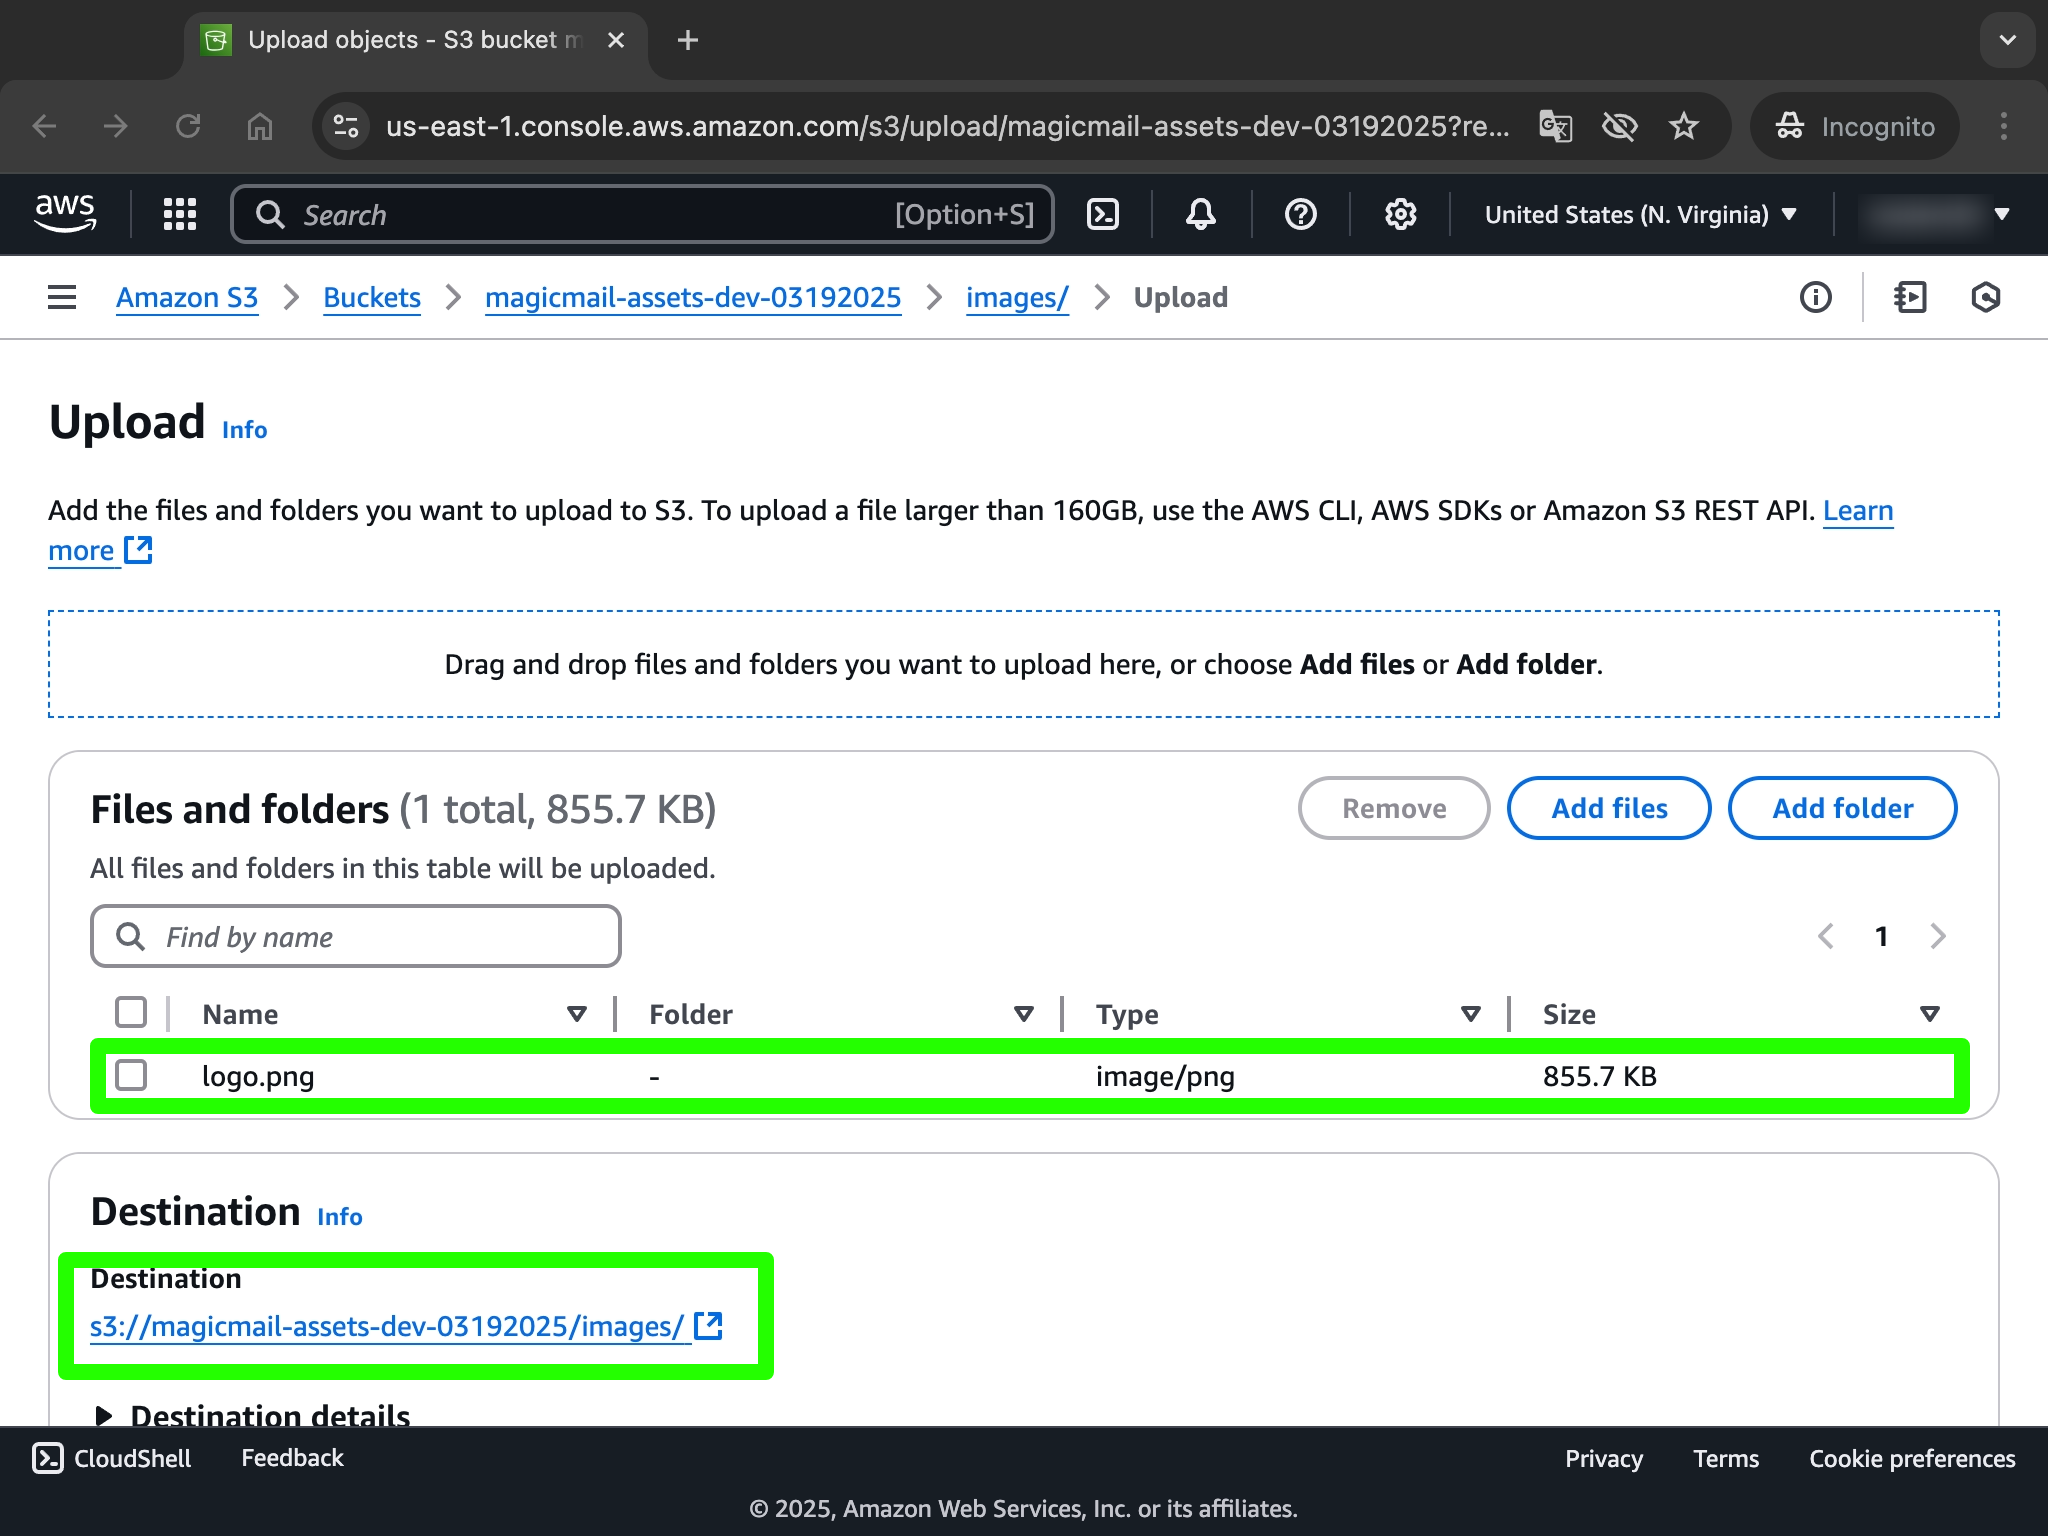 Upload objects - S3 bucket
us-east-1.console.aws.amazon.com/s3/upload/magicmail-assets-dev-03192025?re...
Incognito
aws
Search
[Option+S]
United States (N. Virginia)
Amazon S3
Buckets
magicmail-assets-dev-03192025
images/
Upload
Upload Info
Add the files and folders you want to upload to S3. To upload a file larger than 160GB, use the AWS CLI, AWS SDKs or Amazon S3 REST API. Learn
more
Drag and drop files and folders you want to upload here, or choose Add files or Add folder.
Files and folders (1 total, 855.7 KB)
Remove
Add files
Add folder
All files and folders in this table will be uploaded.
Find by name
1
Name
Folder
Type
Size
logo.png
-
image/png
855.7 KB
Destination Info
Destination
s3://magicmail-assets-dev-03192025/images/
Destination details
CloudShell
Feedback
Privacy
Terms
Cookie preferences
© 2025, Amazon Web Services, Inc. or its affiliates.